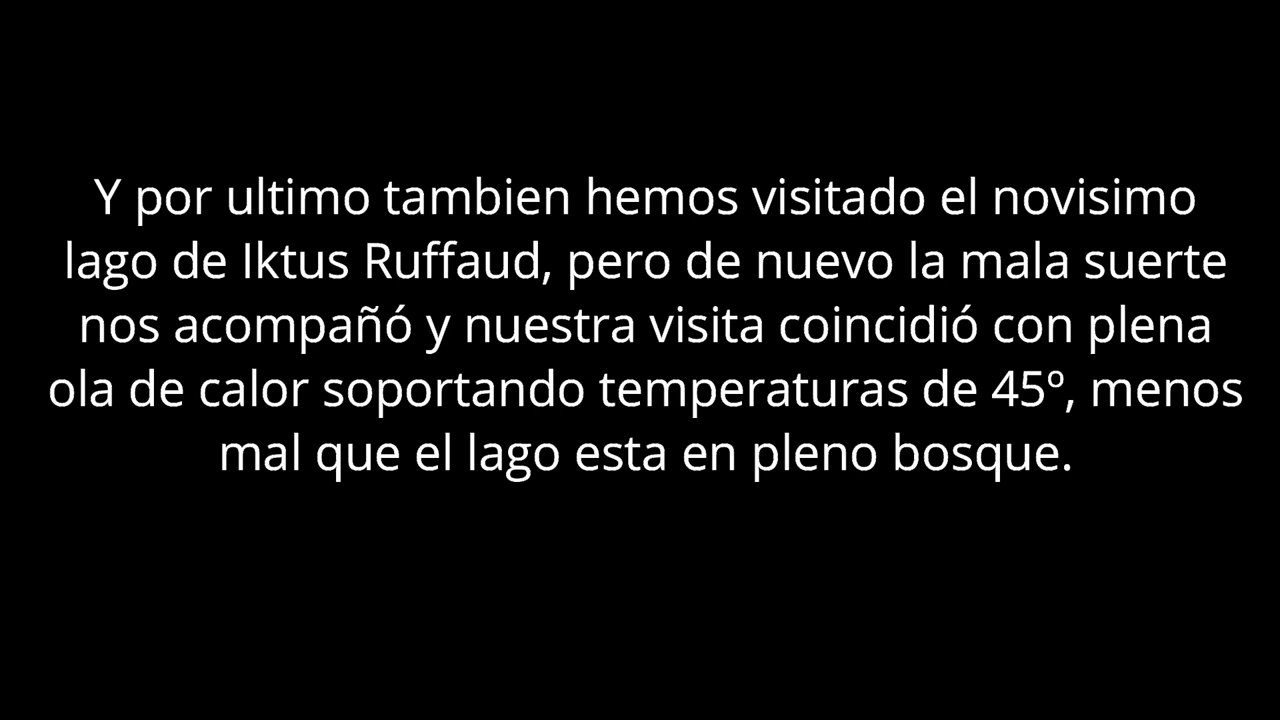 Y por ultimo tambien hemos visitado el novisimo
lago de Iktus Ruffaud, pero de nuevo la mala suerte
nos acompañó y nuestra visita coincidió con plena
ola de calor soportando temperaturas de 45º, menos
mal que el lago esta en pleno bosque.